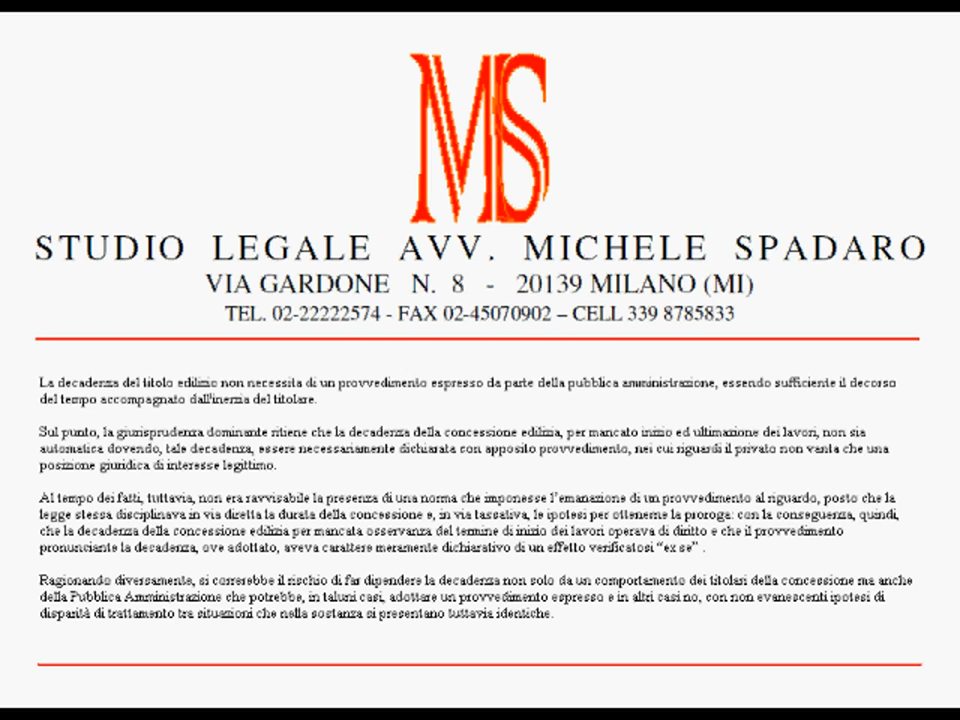 MS
STUDIO LEGALE AVV. MICHELE SPADARO
VIA GARDONE N. 8 - 20139 MILANO (MI)
TEL. 02-22222574 - FAX 02-45070902 – CELL 339 8785833
La decadenza del titolo edilizio non necessita di un provvedimento espresso da parte della pubblica amministrazione, essendo sufficiente il decorso
del tempo accompagnato dall'inerzia del titolare.
Sul punto, la giurisprudenza dominante ritiene che la decadenza della concessione edilizia, per mancato inizio ed ultimazione dei lavori, non sia
automatica dovendo, tale decadenza, essere necessariamente dichiarata con apposito provvedimento, nei cui riguardi il privato non vanta che una
posizione giuridica di interesse legittimo.
Al tempo dei fatti, tuttavia, non era ravvisabile la presenza di una norma che imponesse l'emanazione di un provvedimento al riguardo, posto che la
legge stessa disciplinava in via diretta la durata della concessione e, in via tassativa, le ipotesi per ottenerne la proroga: con la conseguenza, quindi,
che la decadenza della concessione edilizia per mancata osservanza del termine di inizio dei lavori operava di diritto e che il provvedimento
pronunciante la decadenza, ove adottato, aveva carattere meramente dichiarativo di un effetto verificatosi "ex se" .
Ragionando diversamente, si correrebbe il rischio di far dipendere la decadenza non solo da un comportamento dei titolari della concessione ma anche
della Pubblica Amministrazione che potrebbe, in taluni casi, adottare un provvedimento espresso e in altri casi no, con non evanescenti ipotesi di
disparità di trattamento tra situazioni che nella sostanza si presentano tuttavia identiche.